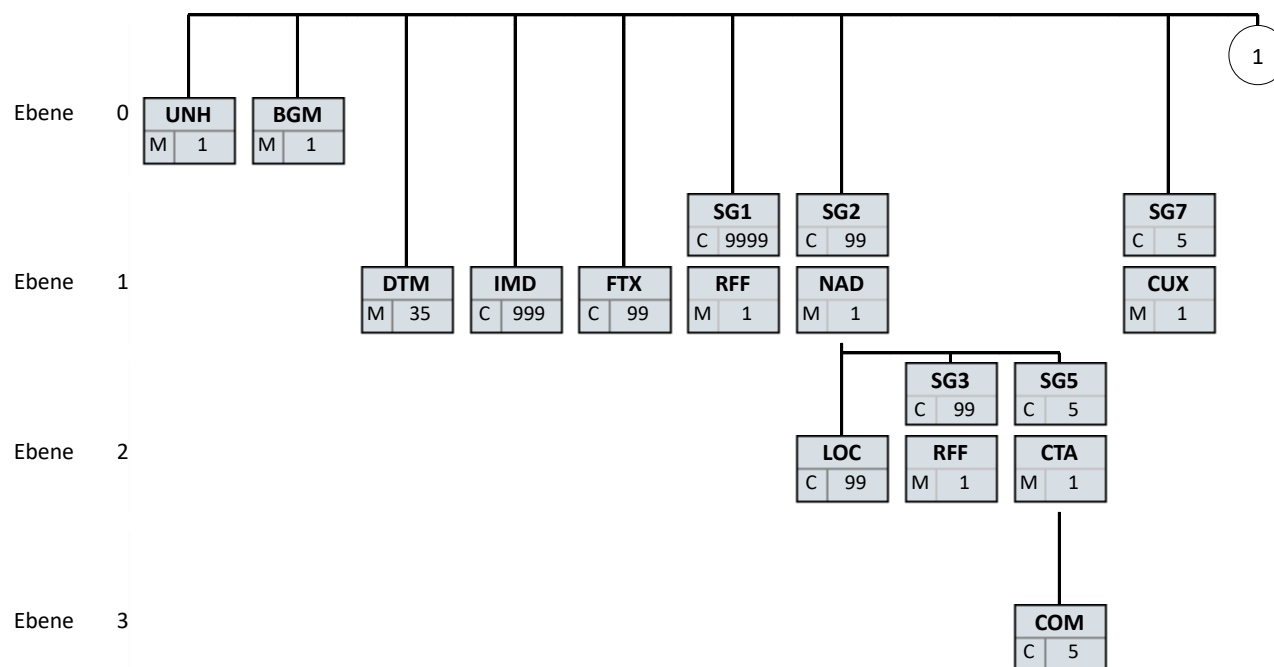 1
Ebene 0 UNH BGM
M 1 M 1
SG1 SG2 SG7
C 9999 C 99 C 5
Ebene 1 DTM IMD FTX RFF NAD CUX
M 35 C 999 C 99 M 1 M 1 M 1
SG3 SG5
C 99 C 5
Ebene 2 LOC RFF CTA
C 99 M 1 M 1
Ebene 3 COM
C 5